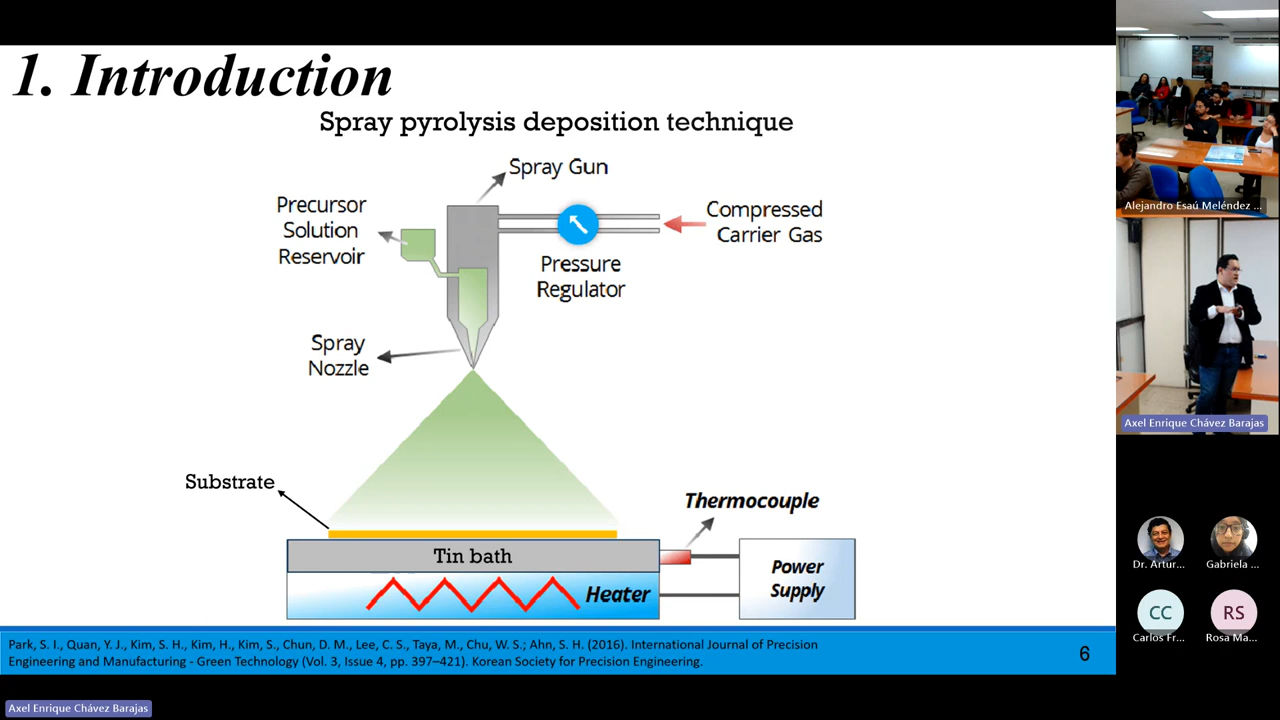 1. Introduction
Spray pyrolysis deposition technique
Spray Gun
Precursor
Solution
Reservoir
Compressed
Carrier Gas
Pressure
Regulator
Spray
Nozzle
Substrate
Thermocouple
Tin bath
Heater
Power
Supply
Park, S. I., Quan, Y. J., Kim, S. H., Kim, H., Kim, S., Chun, D. M., Lee, C. S., Taya, M., Chu, W. S.; Ahn, S. H. (2016). International Journal of Precision
Engineering and Manufacturing - Green Technology (Vol. 3, Issue 4, pp. 397–421). Korean Society for Precision Engineering.
6
Alejandro Esaú Meléndez ...
Axel Enrique Chávez Barajas
Dr. Artur...
Gabriela ...
CC
RS
Carlos Fr...
Rosa Ma...
Axel Enrique Chávez Barajas